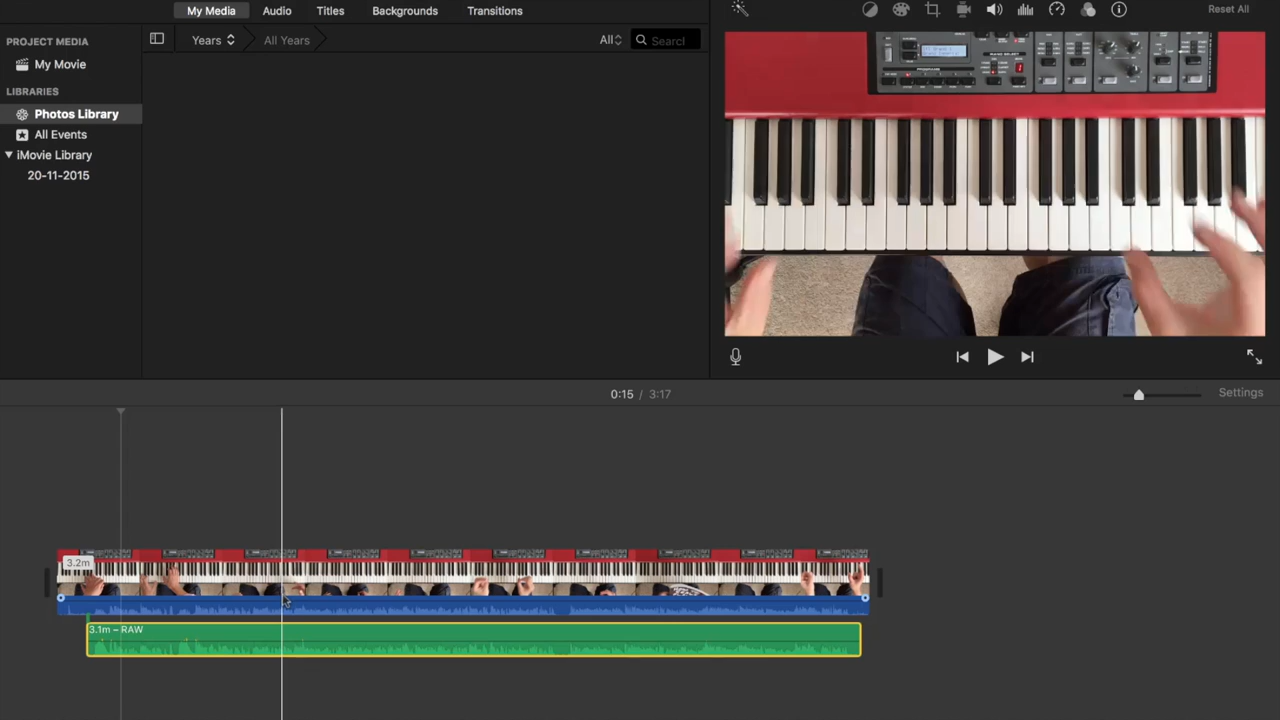 My Media Audio Titles Backgrounds Transitions
Reset All
PROJECT MEDIA
My Movie
LIBRARIES
Photos Library
All Events
iMovie Library
20-11-2015
Years All Years
All Search
0:15 / 3:17
Settings
3.2m
3.1m – RAW